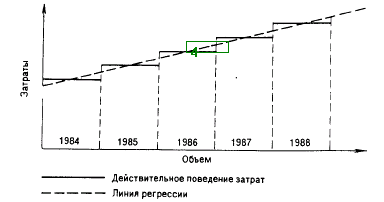 Затраты
1984 1985 1986 1987 1988
Объем
Действительное поведение затрат
Линия регрессии